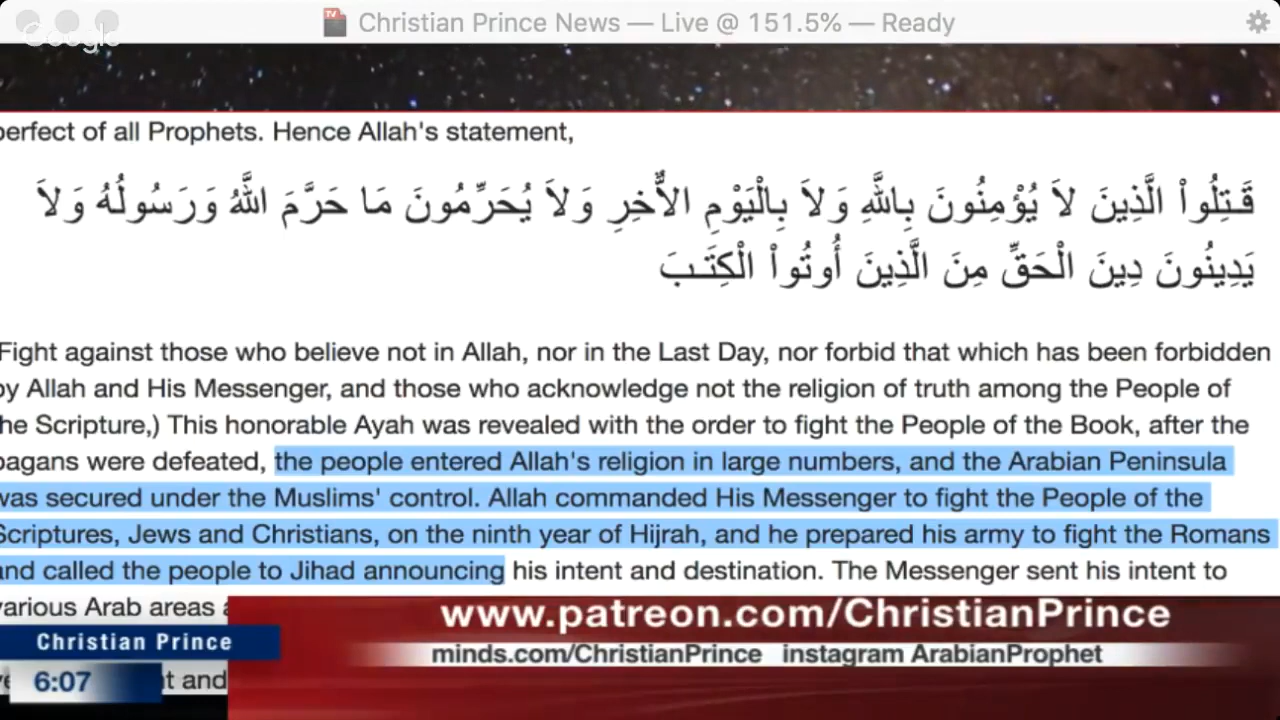 Christian Prince News — Live @ 151.5% — Ready
Google
perfect of all Prophets. Hence Allah's statement,
قَـتِلُواْ الَّذِينَ لاَ يُؤْمِنُونَ بِاللَّهِ وَلاَ بِالْيَوْمِ الاٌّخِرِ وَلاَ يُحَرِّمُونَ مَا حَرَّمَ اللَّهُ وَرَسُولُهُ وَلاَ
يَدِينُونَ دِينَ الْحَقِّ مِنَ الَّذِينَ أُوتُواْ الْكِتَـبَ
Fight against those who believe not in Allah, nor in the Last Day, nor forbid that which has been forbidden
by Allah and His Messenger, and those who acknowledge not the religion of truth among the People of
the Scripture,) This honorable Ayah was revealed with the order to fight the People of the Book, after the
pagans were defeated, the people entered Allah's religion in large numbers, and the Arabian Peninsula
was secured under the Muslims' control. Allah commanded His Messenger to fight the People of the
Scriptures, Jews and Christians, on the ninth year of Hijrah, and he prepared his army to fight the Romans
and called the people to Jihad announcing his intent and destination. The Messenger sent his intent to
various Arab areas
www.patreon.com/ChristianPrince
Christian Prince
minds.com/ChristianPrince instagram ArabianProphet
6:07
and